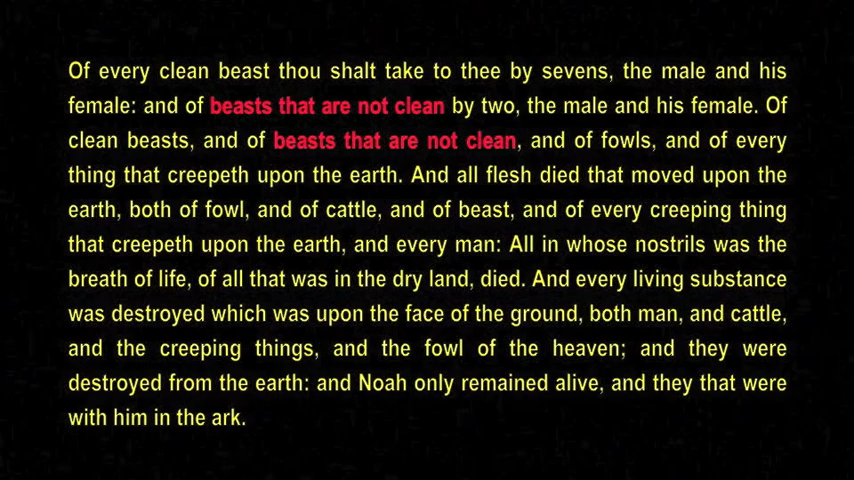 Of every clean beast thou shalt take to thee by sevens, the male and his
female: and of beasts that are not clean by two, the male and his female. Of
clean beasts, and of beasts that are not clean, and of fowls, and of every
thing that creepeth upon the earth. And all flesh died that moved upon the
earth, both of fowl, and of cattle, and of beast, and of every creeping thing
that creepeth upon the earth, and every man: All in whose nostrils was the
breath of life, of all that was in the dry land, died. And every living substance
was destroyed which was upon the face of the ground, both man, and cattle,
and the creeping things, and the fowl of the heaven; and they were
destroyed from the earth: and Noah only remained alive, and they that were
with him in the ark.